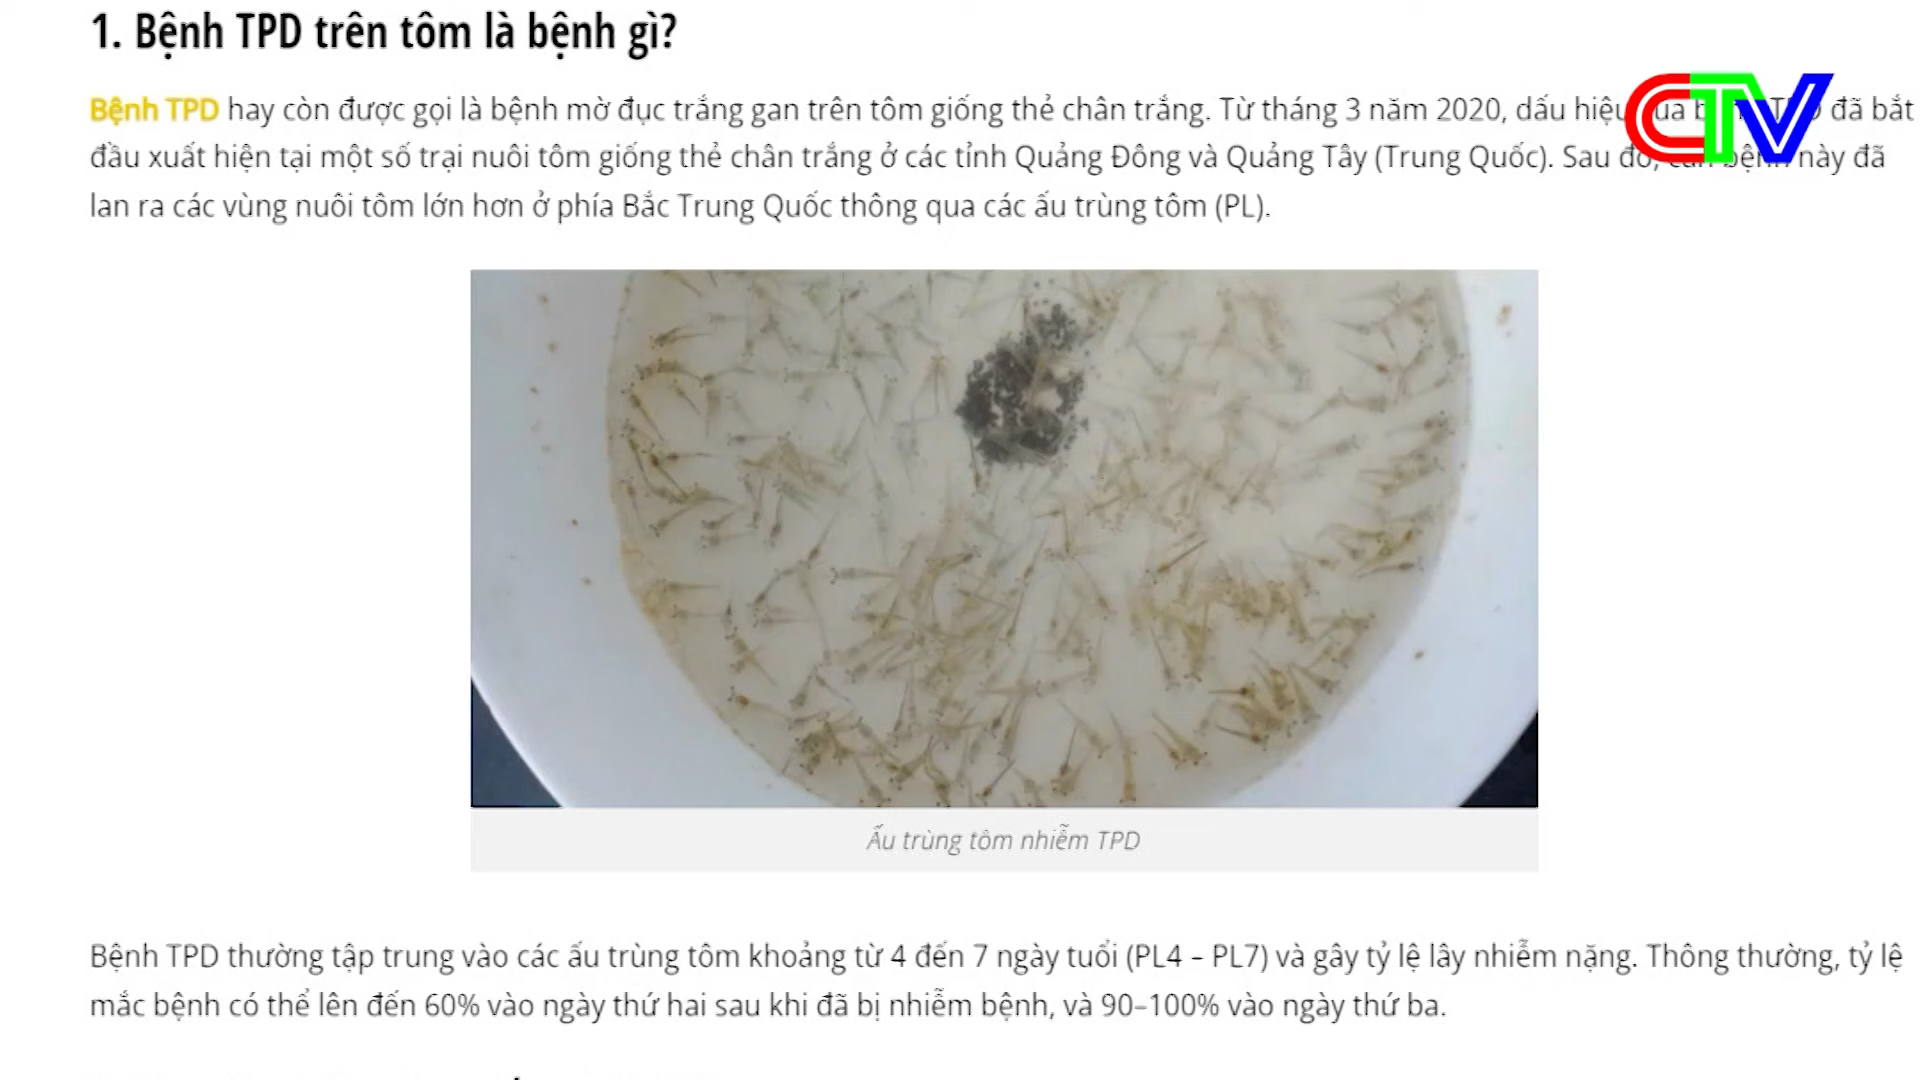 1. Bệnh TPD trên tôm là bệnh gì?
CTV
Bệnh TPD hay còn được gọi là bệnh mờ đục trắng gan trên tôm giống thẻ chân trắng. Từ tháng 3 năm 2020, dấu hiệu đã bắt
đầu xuất hiện tại một số trại nuôi tôm giống thẻ chân trắng ở các tỉnh Quảng Đông và Quảng Tây (Trung Quốc). Sau đó, bệnh này đã
lan ra các vùng nuôi tôm lớn hơn ở phía Bắc Trung Quốc thông qua các ấu trùng tôm (PL).
Ấu trùng tôm nhiễm TPD
Bệnh TPD thường tập trung vào các ấu trùng tôm khoảng từ 4 đến 7 ngày tuổi (PL4 – PL7) và gây tỷ lệ lây nhiễm nặng. Thông thường, tỷ lệ
mắc bệnh có thể lên đến 60% vào ngày thứ hai sau khi đã bị nhiễm bệnh, và 90–100% vào ngày thứ ba.